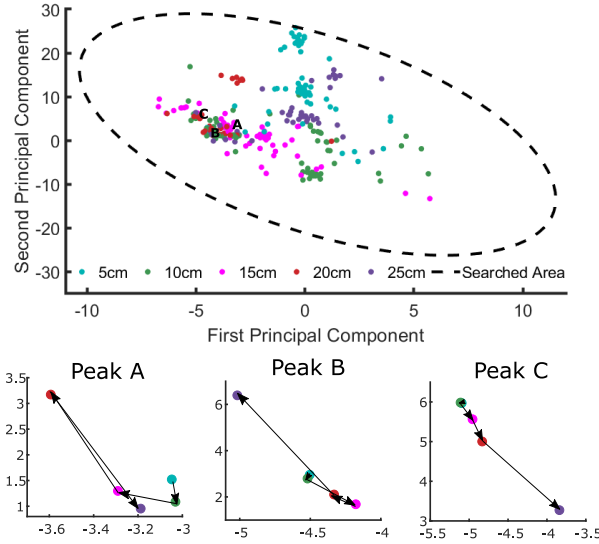 30
20
10
0
-10
-20
-30
Second Principal Component
C
A
B
5cm 10cm 15cm 20cm 25cm Searched Area
-10 -5 0 5 10
First Principal Component
Peak A Peak B Peak C
3.5
3
2.5
2
1.5
1
-3.6 -3.4 -3.2 -3
6
4
2
-5 -4.5 -4
6
5
4
3
-5.5 -5 -4.5 -4 -3.5